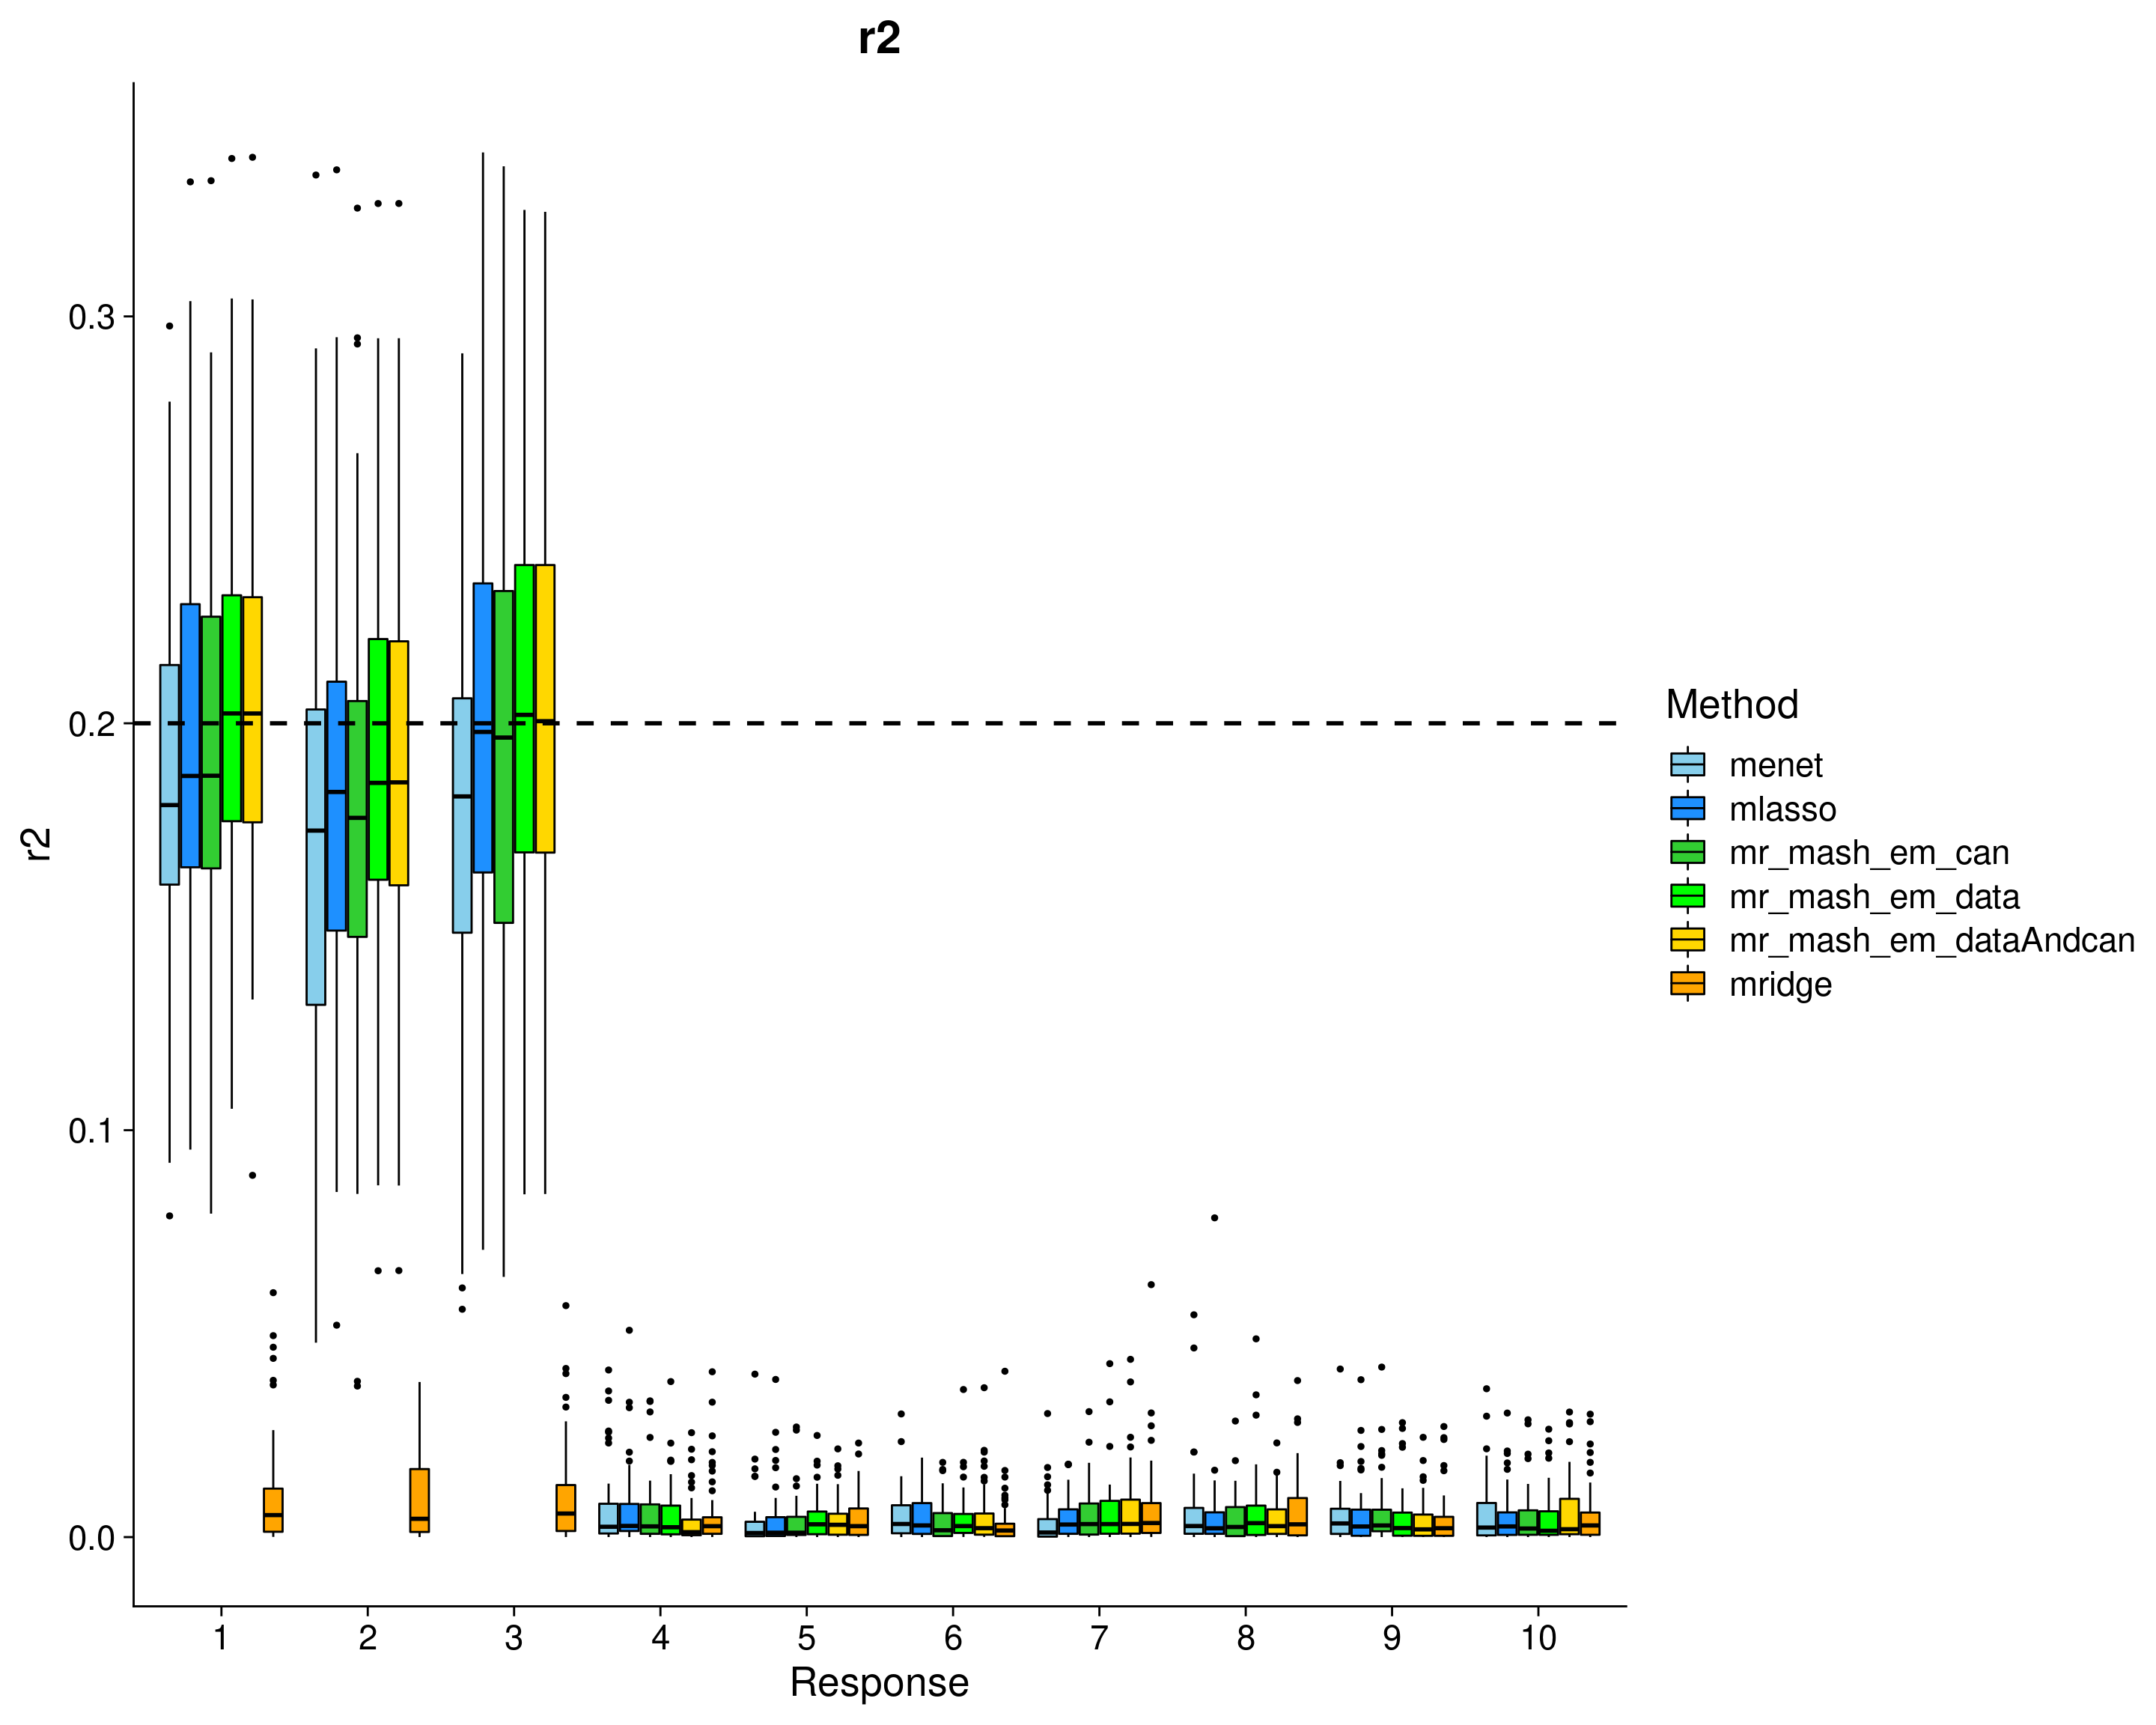 r2
r2
0.3
0.2
0.1
0.0
1 2 3 4 5 6 7 8 9 10
Response
Method
menet
mlasso
mr_mash_em_can
mr_mash_em_data
mr_mash_em_dataAndcan
mridge